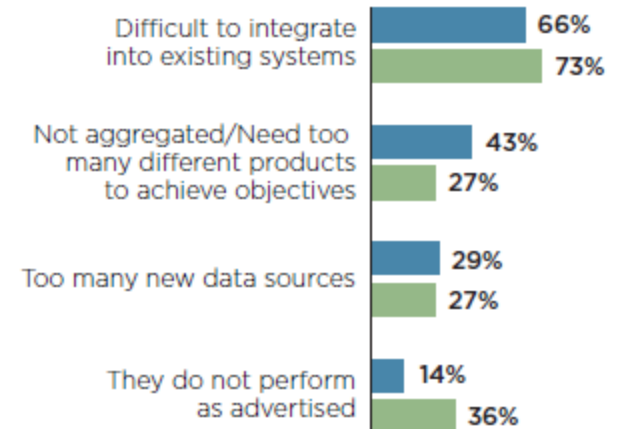 Difficult to integrate
into existing systems
66%
73%
Not aggregated/Need too
many different products
to achieve objectives
43%
27%
Too many new data sources
29%
27%
They do not perform
as advertised
14%
36%